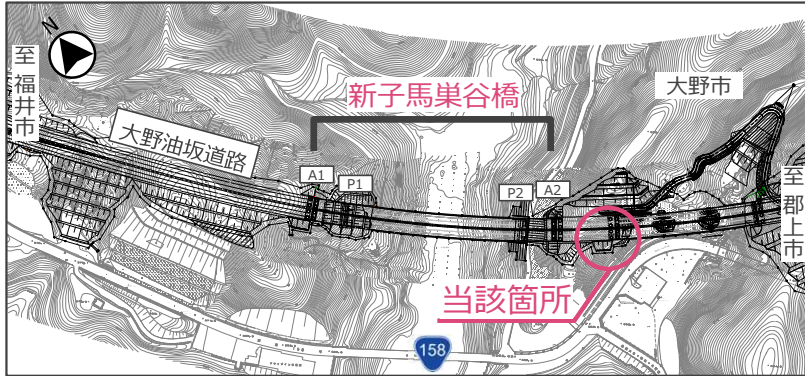 N
至 福井市
大野油坂道路
新子馬巣谷橋
A1
P1
P2
A2
大野市
至 郡上市
当該箇所
158